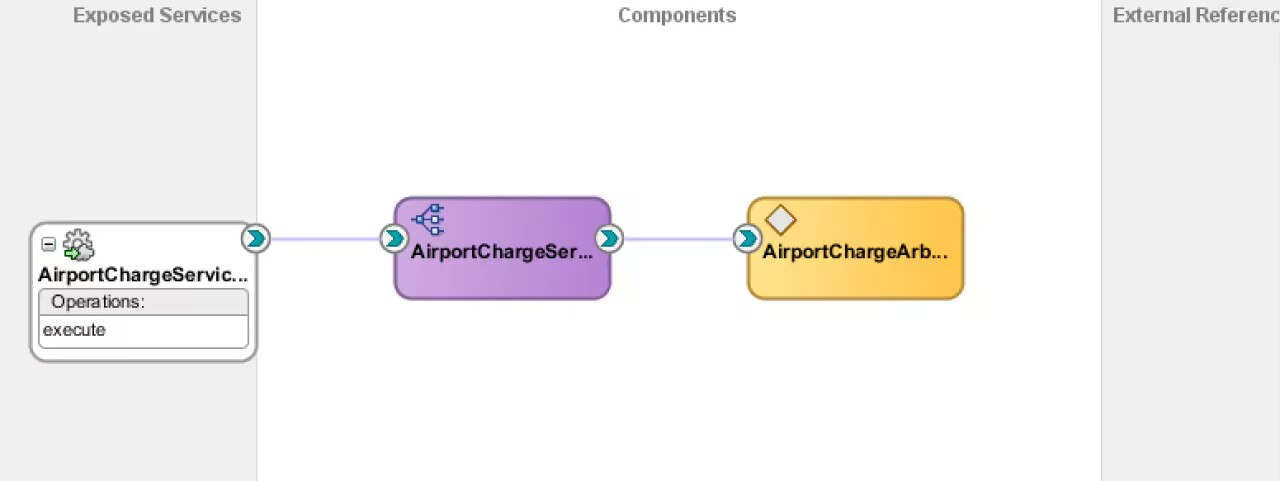 Exposed Services
Components
External Referenc
AirportChargeServic...
Operations:
execute
AirportChargeSer...
AirportChargeArb...